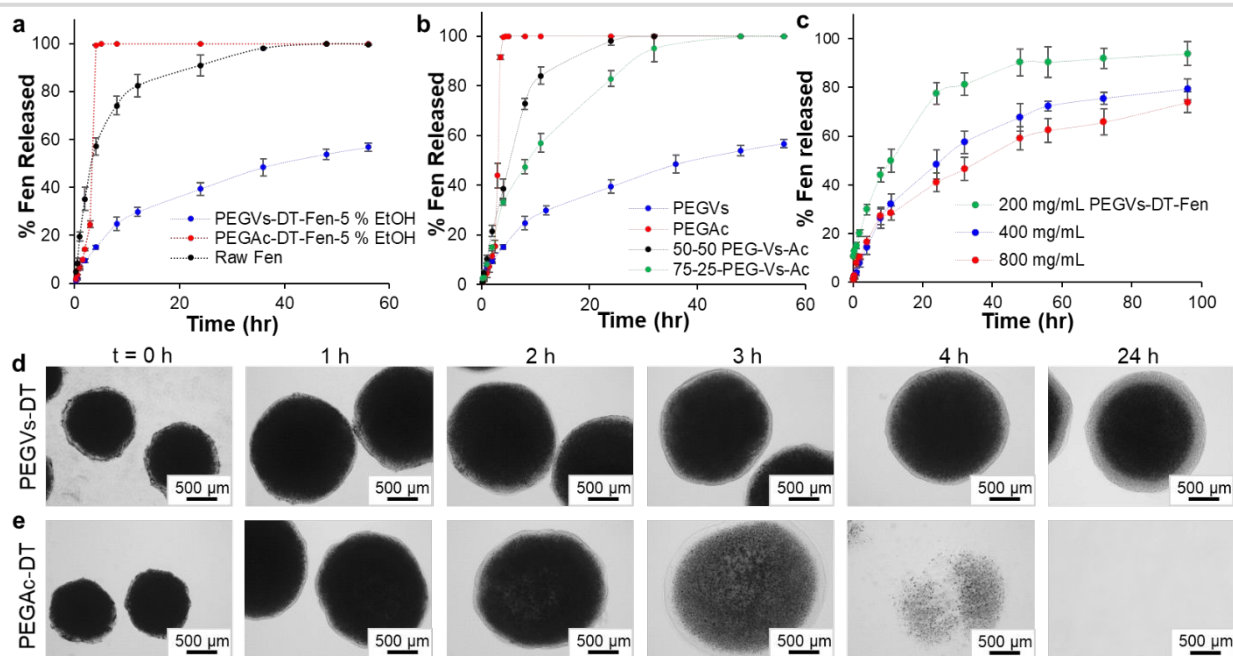 a
% Fen Released
100
80
60
40
20
0
0
20
40
60
Time (hr)
PEGVs-DT-Fen-5 % EtOH
PEGAc-DT-Fen-5 % EtOH
Raw Fen
b
% Fen Released
100
80
60
40
20
0
0
20
40
60
Time (hr)
PEGVs
PEGAc
50-50 PEG-Vs-Ac
75-25-PEG-Vs-Ac
c
% Fen released
100
80
60
40
20
0
0
20
40
60
80
100
Time (hr)
200 mg/mL PEGVs-DT-Fen
400 mg/mL
800 mg/mL
d
t = 0 h
1 h
2 h
3 h
4 h
24 h
PEGVs-DT
500 µm
500 µm
500 µm
500 µm
500 µm
500 µm
e
PEGAc-DT
500 µm
500 µm
500 µm
500 µm
500 µm
500 µm